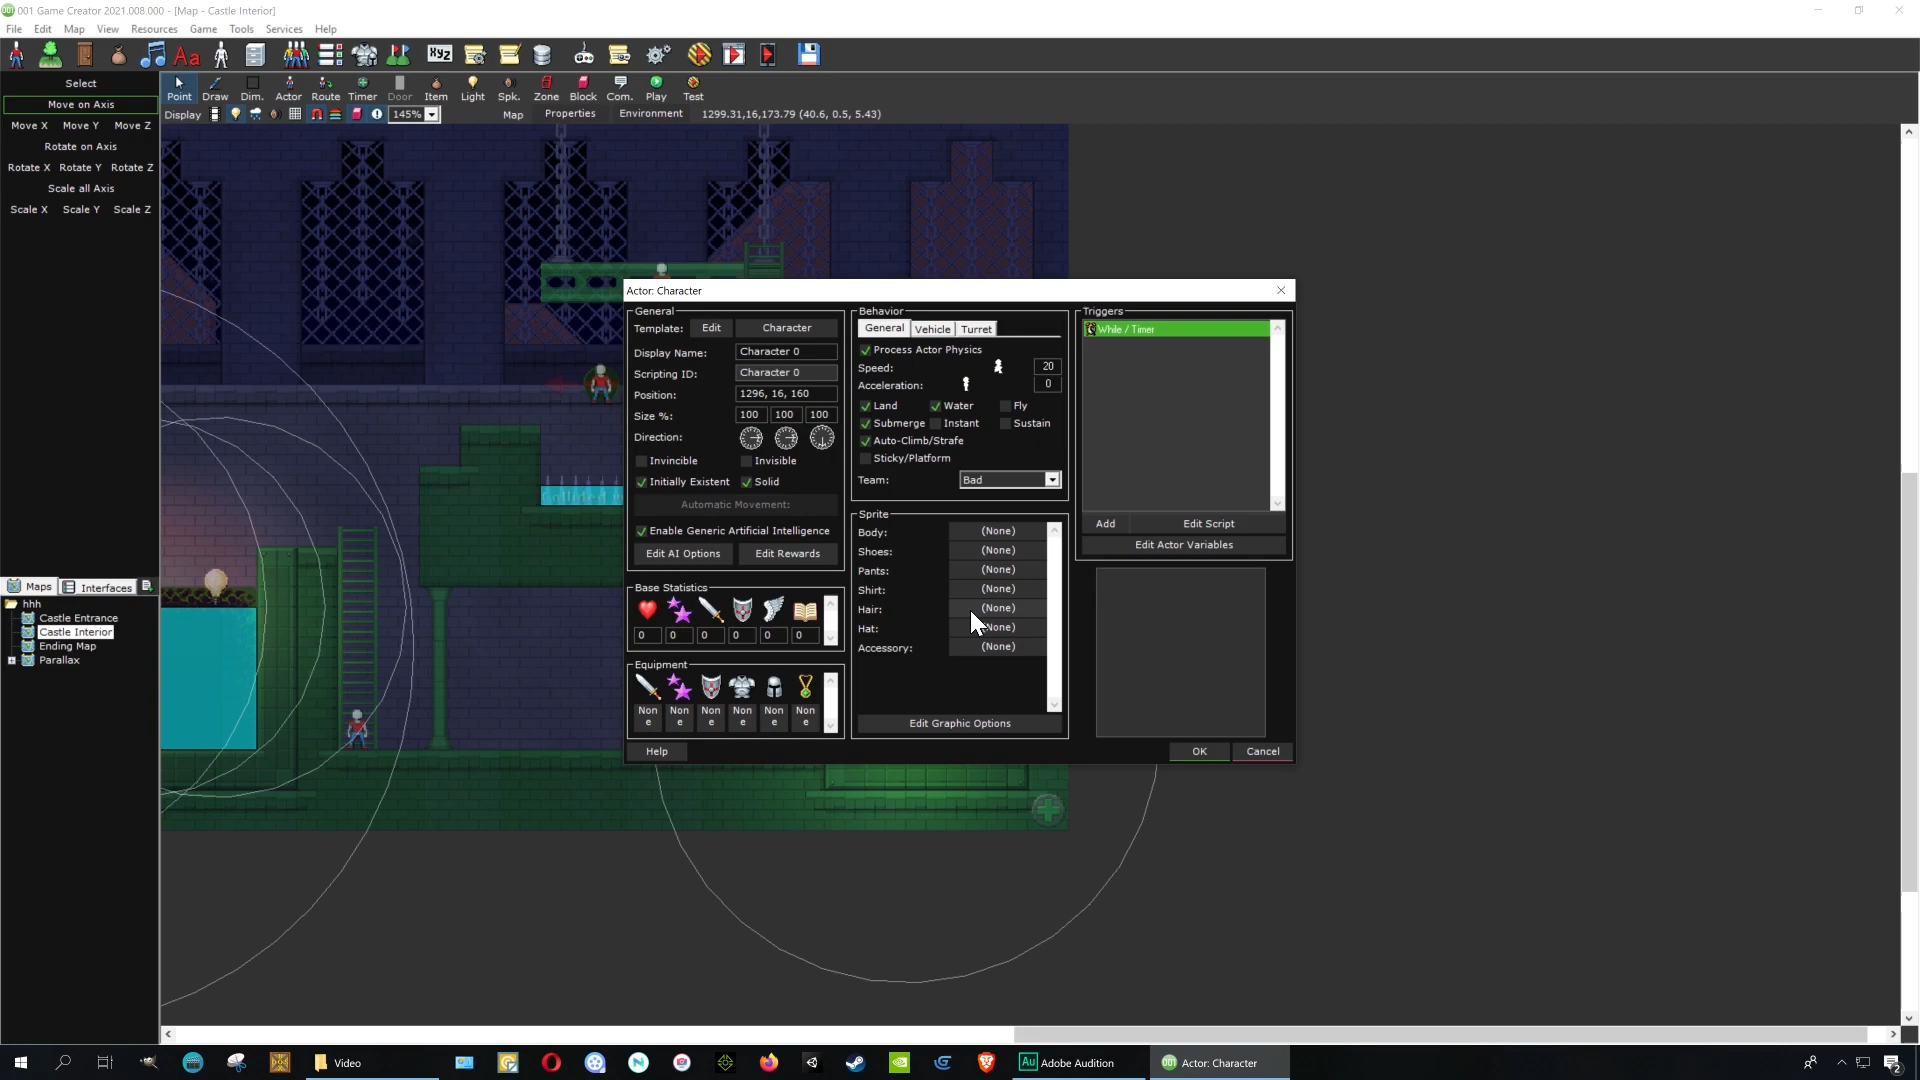 001 Game Creator 2021.008.000 - [Map - Castle Interior]
File Edit Map View Resources Game Tools Services Help
Aa XYZ
Select
Point Draw Dim. Actor Route Timer Door Item Light Spk. Zone Block Com. Play Test
Display 145% Map Properties Environment 1299.31,16,173.79 (40.6, 0.5, 5.43)
Move on Axis
Move X Move Y Move Z
Rotate on Axis
Rotate X Rotate Y Rotate Z
Scale all Axis
Scale X Scale Y Scale Z
Maps Interfaces
hhh
Castle Entrance
Castle Interior
Ending Map
Parallax
Actor: Character
General
Template: Edit Character
Display Name: Character 0
Scripting ID: Character 0
Position: 1296, 16, 160
Size %: 100 100 100
Direction:
Invincible Invisible
Initially Existent Solid
Automatic Movement:
Enable Generic Artificial Intelligence
Edit AI Options Edit Rewards
Base Statistics
0 0 0 0 0 0
Equipment
Non Non Non Non Non Non
e e e e e e
Help
Behavior
General Vehicle Turret
Process Actor Physics
Speed: 20
Acceleration: 0
Land Water Fly
Submerge Instant Sustain
Auto-Climb/Strafe
Sticky/Platform
Team: Bad
Sprite
Body: (None)
Shoes: (None)
Pants: (None)
Shirt: (None)
Hair: (None)
Hat: None)
Accessory: (None)
Edit Graphic Options
Triggers
While / Timer
Add Edit Script
Edit Actor Variables
OK Cancel
Collided
Video
Au Adobe Audition
001 Actor: Character
2